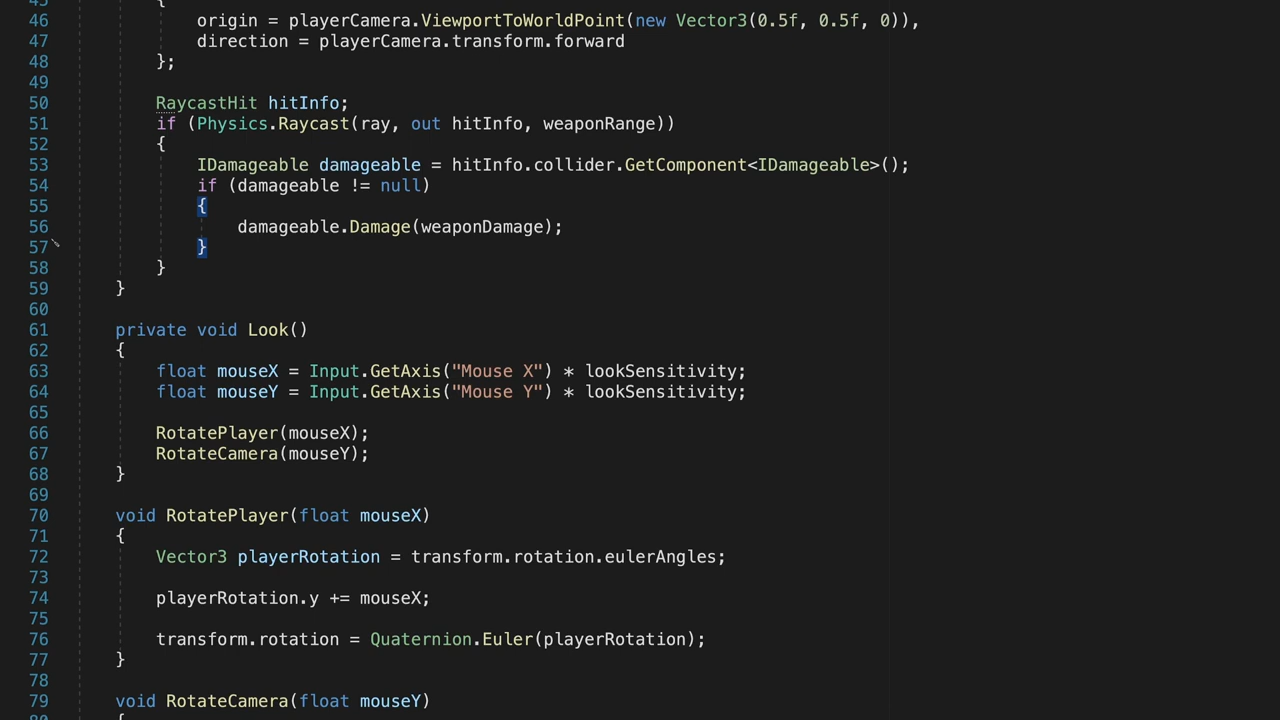 45 {
46 origin = playerCamera.ViewportToWorldPoint(new Vector3(0.5f, 0.5f, 0)),
47 direction = playerCamera.transform.forward
48 };
49
50 RaycastHit hitInfo;
51 if (Physics.Raycast(ray, out hitInfo, weaponRange))
52 {
53 IDamageable damageable = hitInfo.collider.GetComponent<IDamageable>();
54 if (damageable != null)
55 {
56 damageable.Damage(weaponDamage);
57 }
58 }
59 }
60
61 private void Look()
62 {
63 float mouseX = Input.GetAxis("Mouse X") * lookSensitivity;
64 float mouseY = Input.GetAxis("Mouse Y") * lookSensitivity;
65
66 RotatePlayer(mouseX);
67 RotateCamera(mouseY);
68 }
69
70 void RotatePlayer(float mouseX)
71 {
72 Vector3 playerRotation = transform.rotation.eulerAngles;
73
74 playerRotation.y += mouseX;
75
76 transform.rotation = Quaternion.Euler(playerRotation);
77 }
78
79 void RotateCamera(float mouseY)
80 {